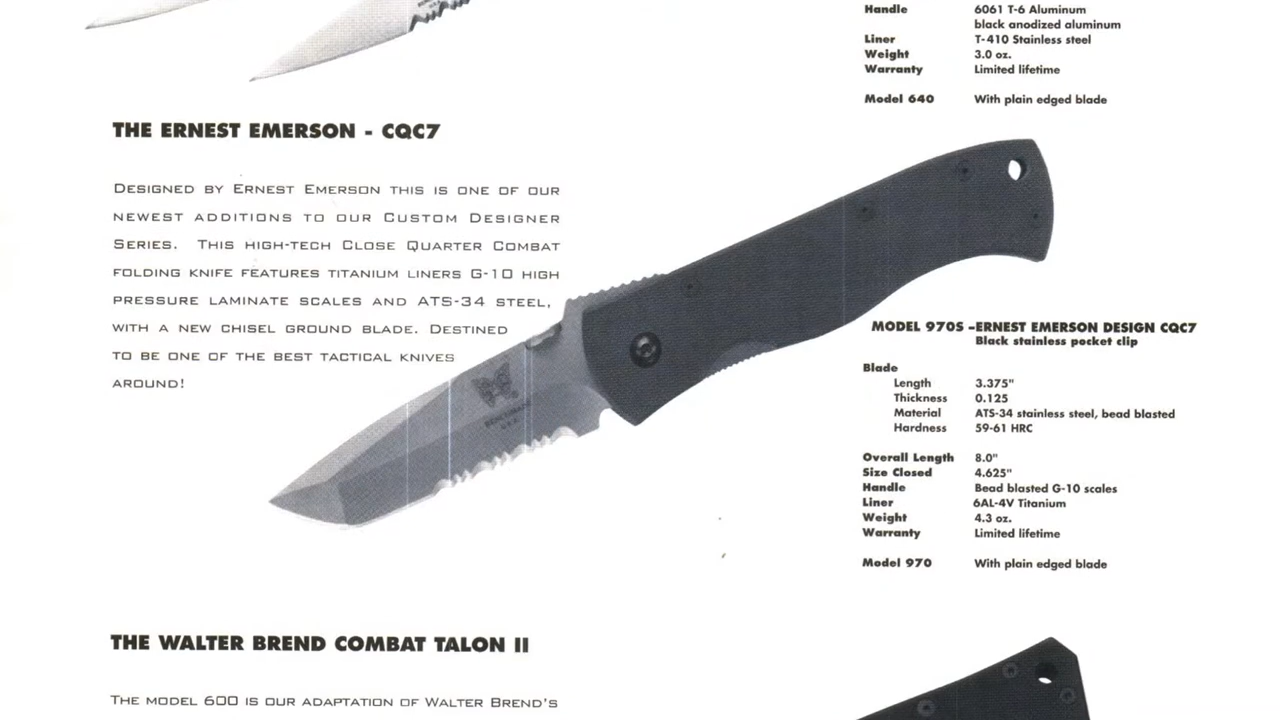 Handle 6061 T-6 Aluminum
black anodized aluminum
Liner T-410 Stainless steel
Weight 3.0 oz.
Warranty Limited lifetime
Model 640 With plain edged blade
THE ERNEST EMERSON - CQC7
DESIGNED BY ERNEST EMERSON THIS IS ONE OF OUR
NEWEST ADDITIONS TO OUR CUSTOM DESIGNER
SERIES. THIS HIGH-TECH CLOSE QUARTER COMBAT
FOLDING KNIFE FEATURES TITANIUM LINERS G-10 HIGH
PRESSURE LAMINATE SCALES AND ATS-34 STEEL,
WITH A NEW CHISEL GROUND BLADE. DESTINED
TO BE ONE OF THE BEST TACTICAL KNIVES
AROUND!
BENCHMADE
U.S.A.
MODEL 970S -ERNEST EMERSON DESIGN CQC7
Black stainless pocket clip
Blade
Length 3.375"
Thickness 0.125
Material ATS-34 stainless steel, bead blasted
Hardness 59-61 HRC
Overall Length 8.0"
Size Closed 4.625"
Handle Bead blasted G-10 scales
Liner 6AL-4V Titanium
Weight 4.3 oz.
Warranty Limited lifetime
Model 970 With plain edged blade
THE WALTER BREND COMBAT TALON II
THE MODEL 600 IS OUR ADAPTATION OF WALTER BREND'S